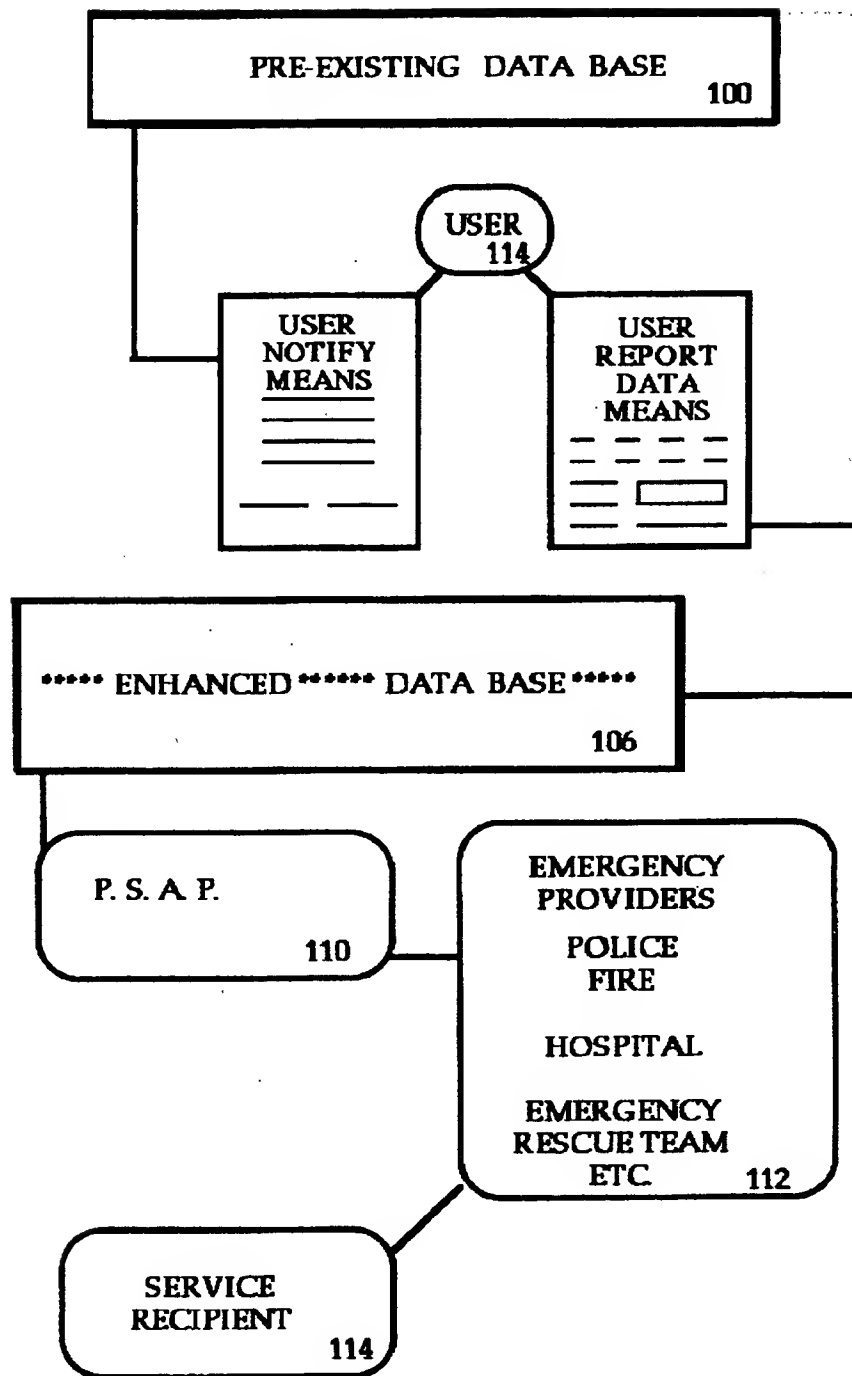 PRE-EXISTING DATA BASE
100
USER
114
USER
NOTIFY
MEANS
USER
REPORT
DATA
MEANS
***** ENHANCED ****** DATA BASE *****
106
P. S. A. P.
110
EMERGENCY
PROVIDERS
POLICE
FIRE
HOSPITAL
EMERGENCY
RESCUE TEAM
ETC.
112
SERVICE
RECIPIENT
114